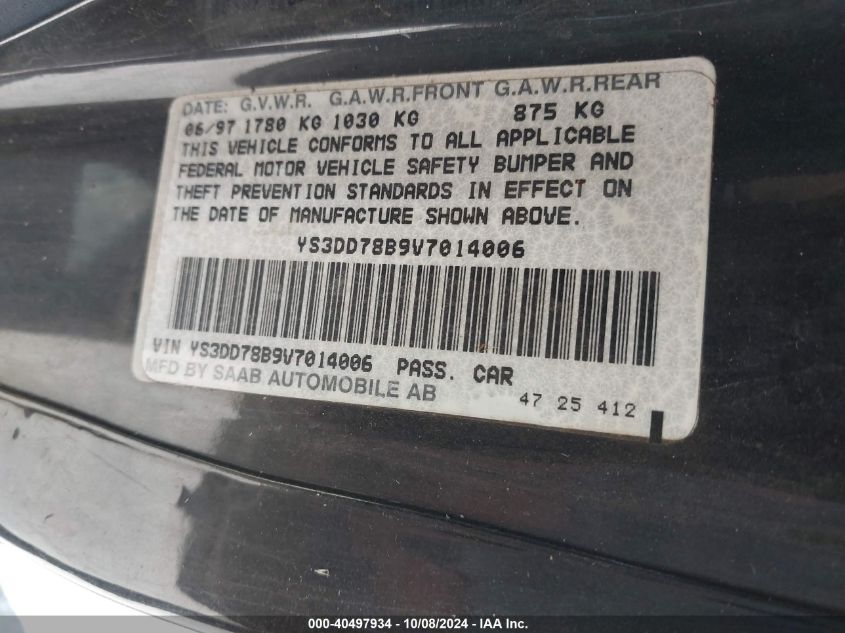 DATE: G.V.W.R. G.A.W.R.FRONT G.A.W.R.REAR
06/97 1780 KG 1030 KG 875 KG
THIS VEHICLE CONFORMS TO ALL APPLICABLE
FEDERAL MOTOR VEHICLE SAFETY BUMPER AND
THEFT PREVENTION STANDARDS IN EFFECT ON
THE DATE OF MANUFACTURE SHOWN ABOVE.
YS3DD78B9V7014006
VIN YS3DD78B9V7014006 PASS. CAR
MFD BY SAAB AUTOMOBILE AB
47 25 412
000-40497934 - 10/08/2024 - IAA Inc.